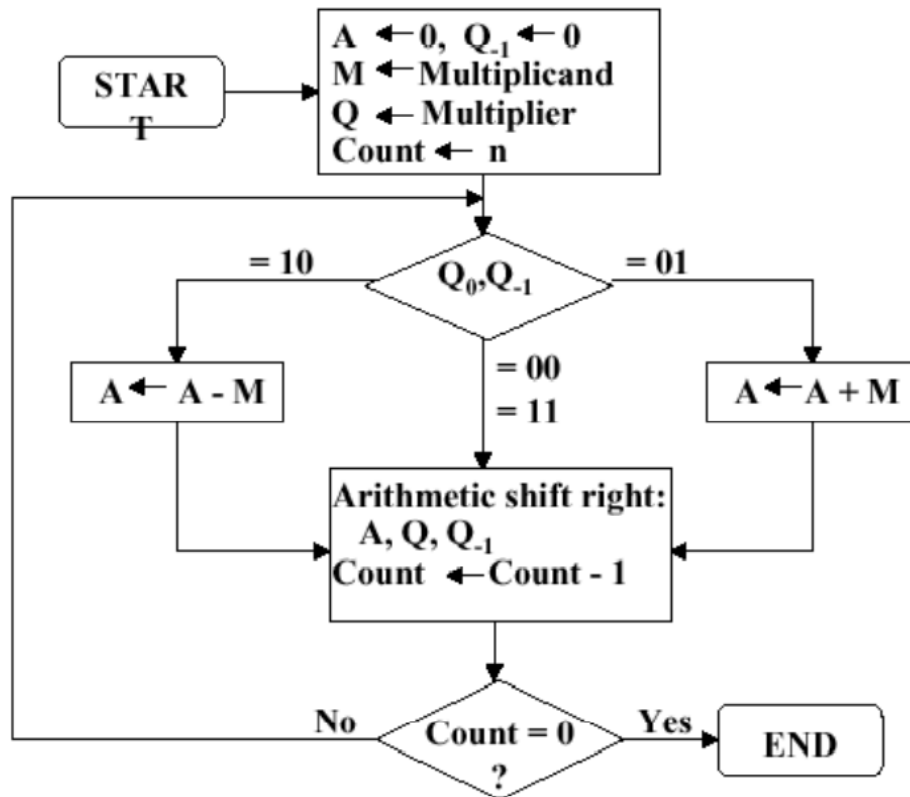 STAR
T
A ← 0, Q-1 ← 0
M ← Multiplicand
Q ← Multiplier
Count ← n
Q0,Q-1
= 10
= 01
= 00
= 11
A ← A - M
A ← A + M
Arithmetic shift right:
A, Q, Q-1
Count ← Count - 1
No
Count = 0
?
Yes
END